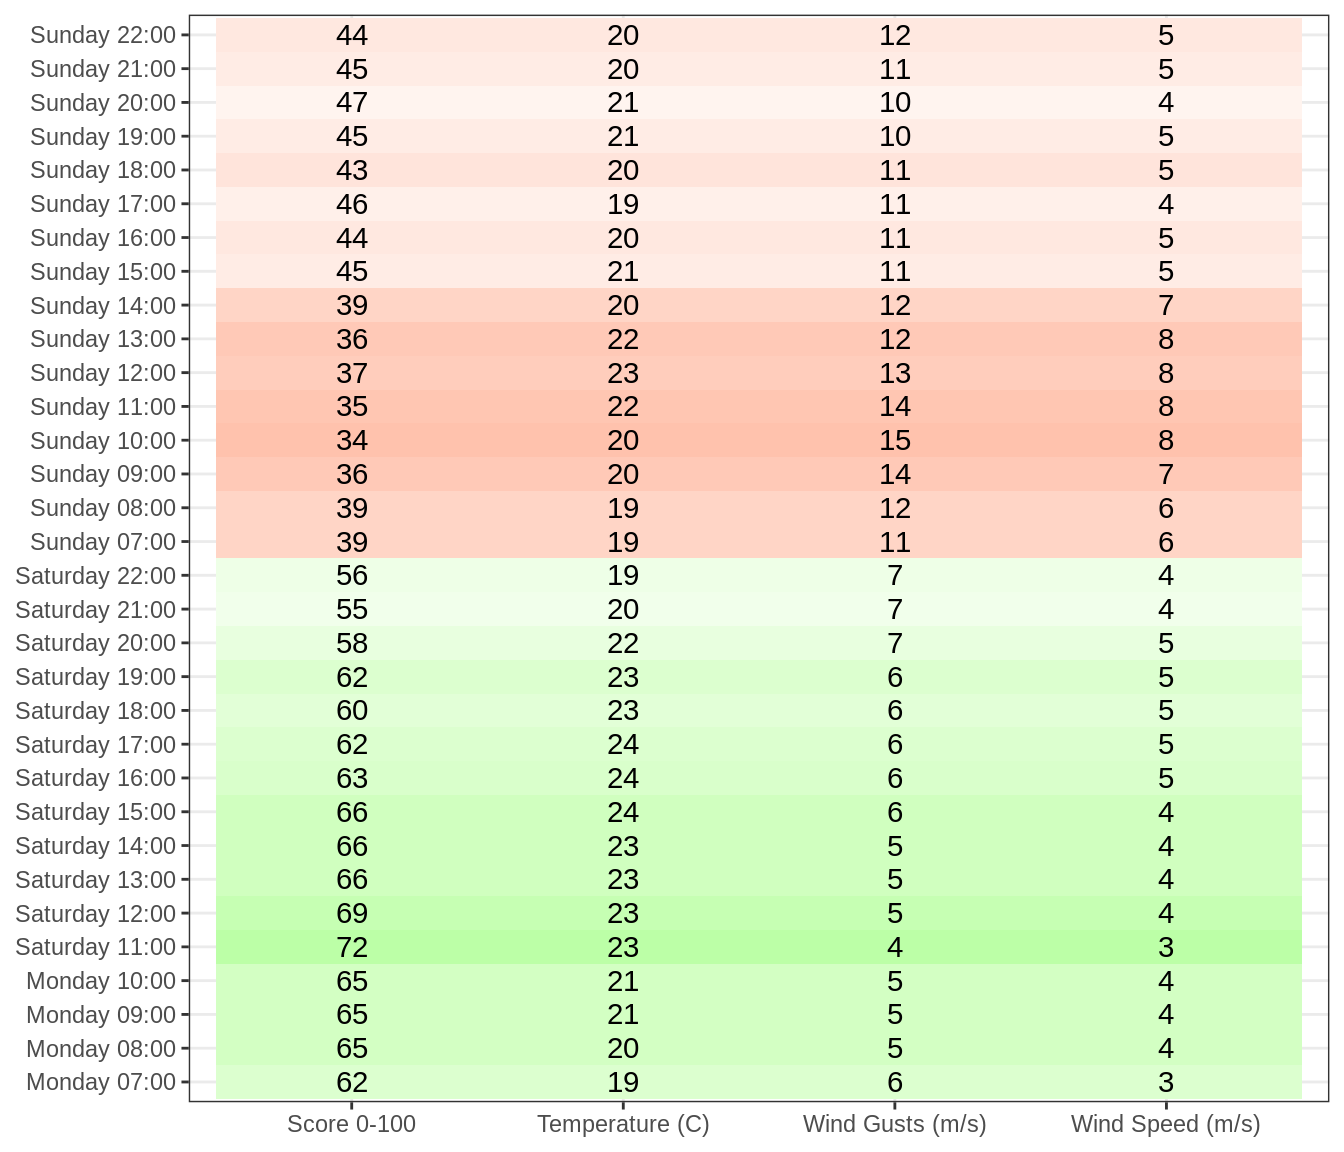 Sunday 22:00 44 20 12 5
Sunday 21:00 45 20 11 5
Sunday 20:00 47 21 10 4
Sunday 19:00 45 21 10 5
Sunday 18:00 43 20 11 5
Sunday 17:00 46 19 11 4
Sunday 16:00 44 20 11 5
Sunday 15:00 45 21 11 5
Sunday 14:00 39 20 12 7
Sunday 13:00 36 22 12 8
Sunday 12:00 37 23 13 8
Sunday 11:00 35 22 14 8
Sunday 10:00 34 20 15 8
Sunday 09:00 36 20 14 7
Sunday 08:00 39 19 12 6
Sunday 07:00 39 19 11 6
Saturday 22:00 56 19 7 4
Saturday 21:00 55 20 7 4
Saturday 20:00 58 22 7 5
Saturday 19:00 62 23 6 5
Saturday 18:00 60 23 6 5
Saturday 17:00 62 24 6 5
Saturday 16:00 63 24 6 5
Saturday 15:00 66 24 6 4
Saturday 14:00 66 23 5 4
Saturday 13:00 66 23 5 4
Saturday 12:00 69 23 5 4
Saturday 11:00 72 23 4 3
Monday 10:00 65 21 5 4
Monday 09:00 65 21 5 4
Monday 08:00 65 20 5 4
Monday 07:00 62 19 6 3
Score 0-100 Temperature (C) Wind Gusts (m/s) Wind Speed (m/s)